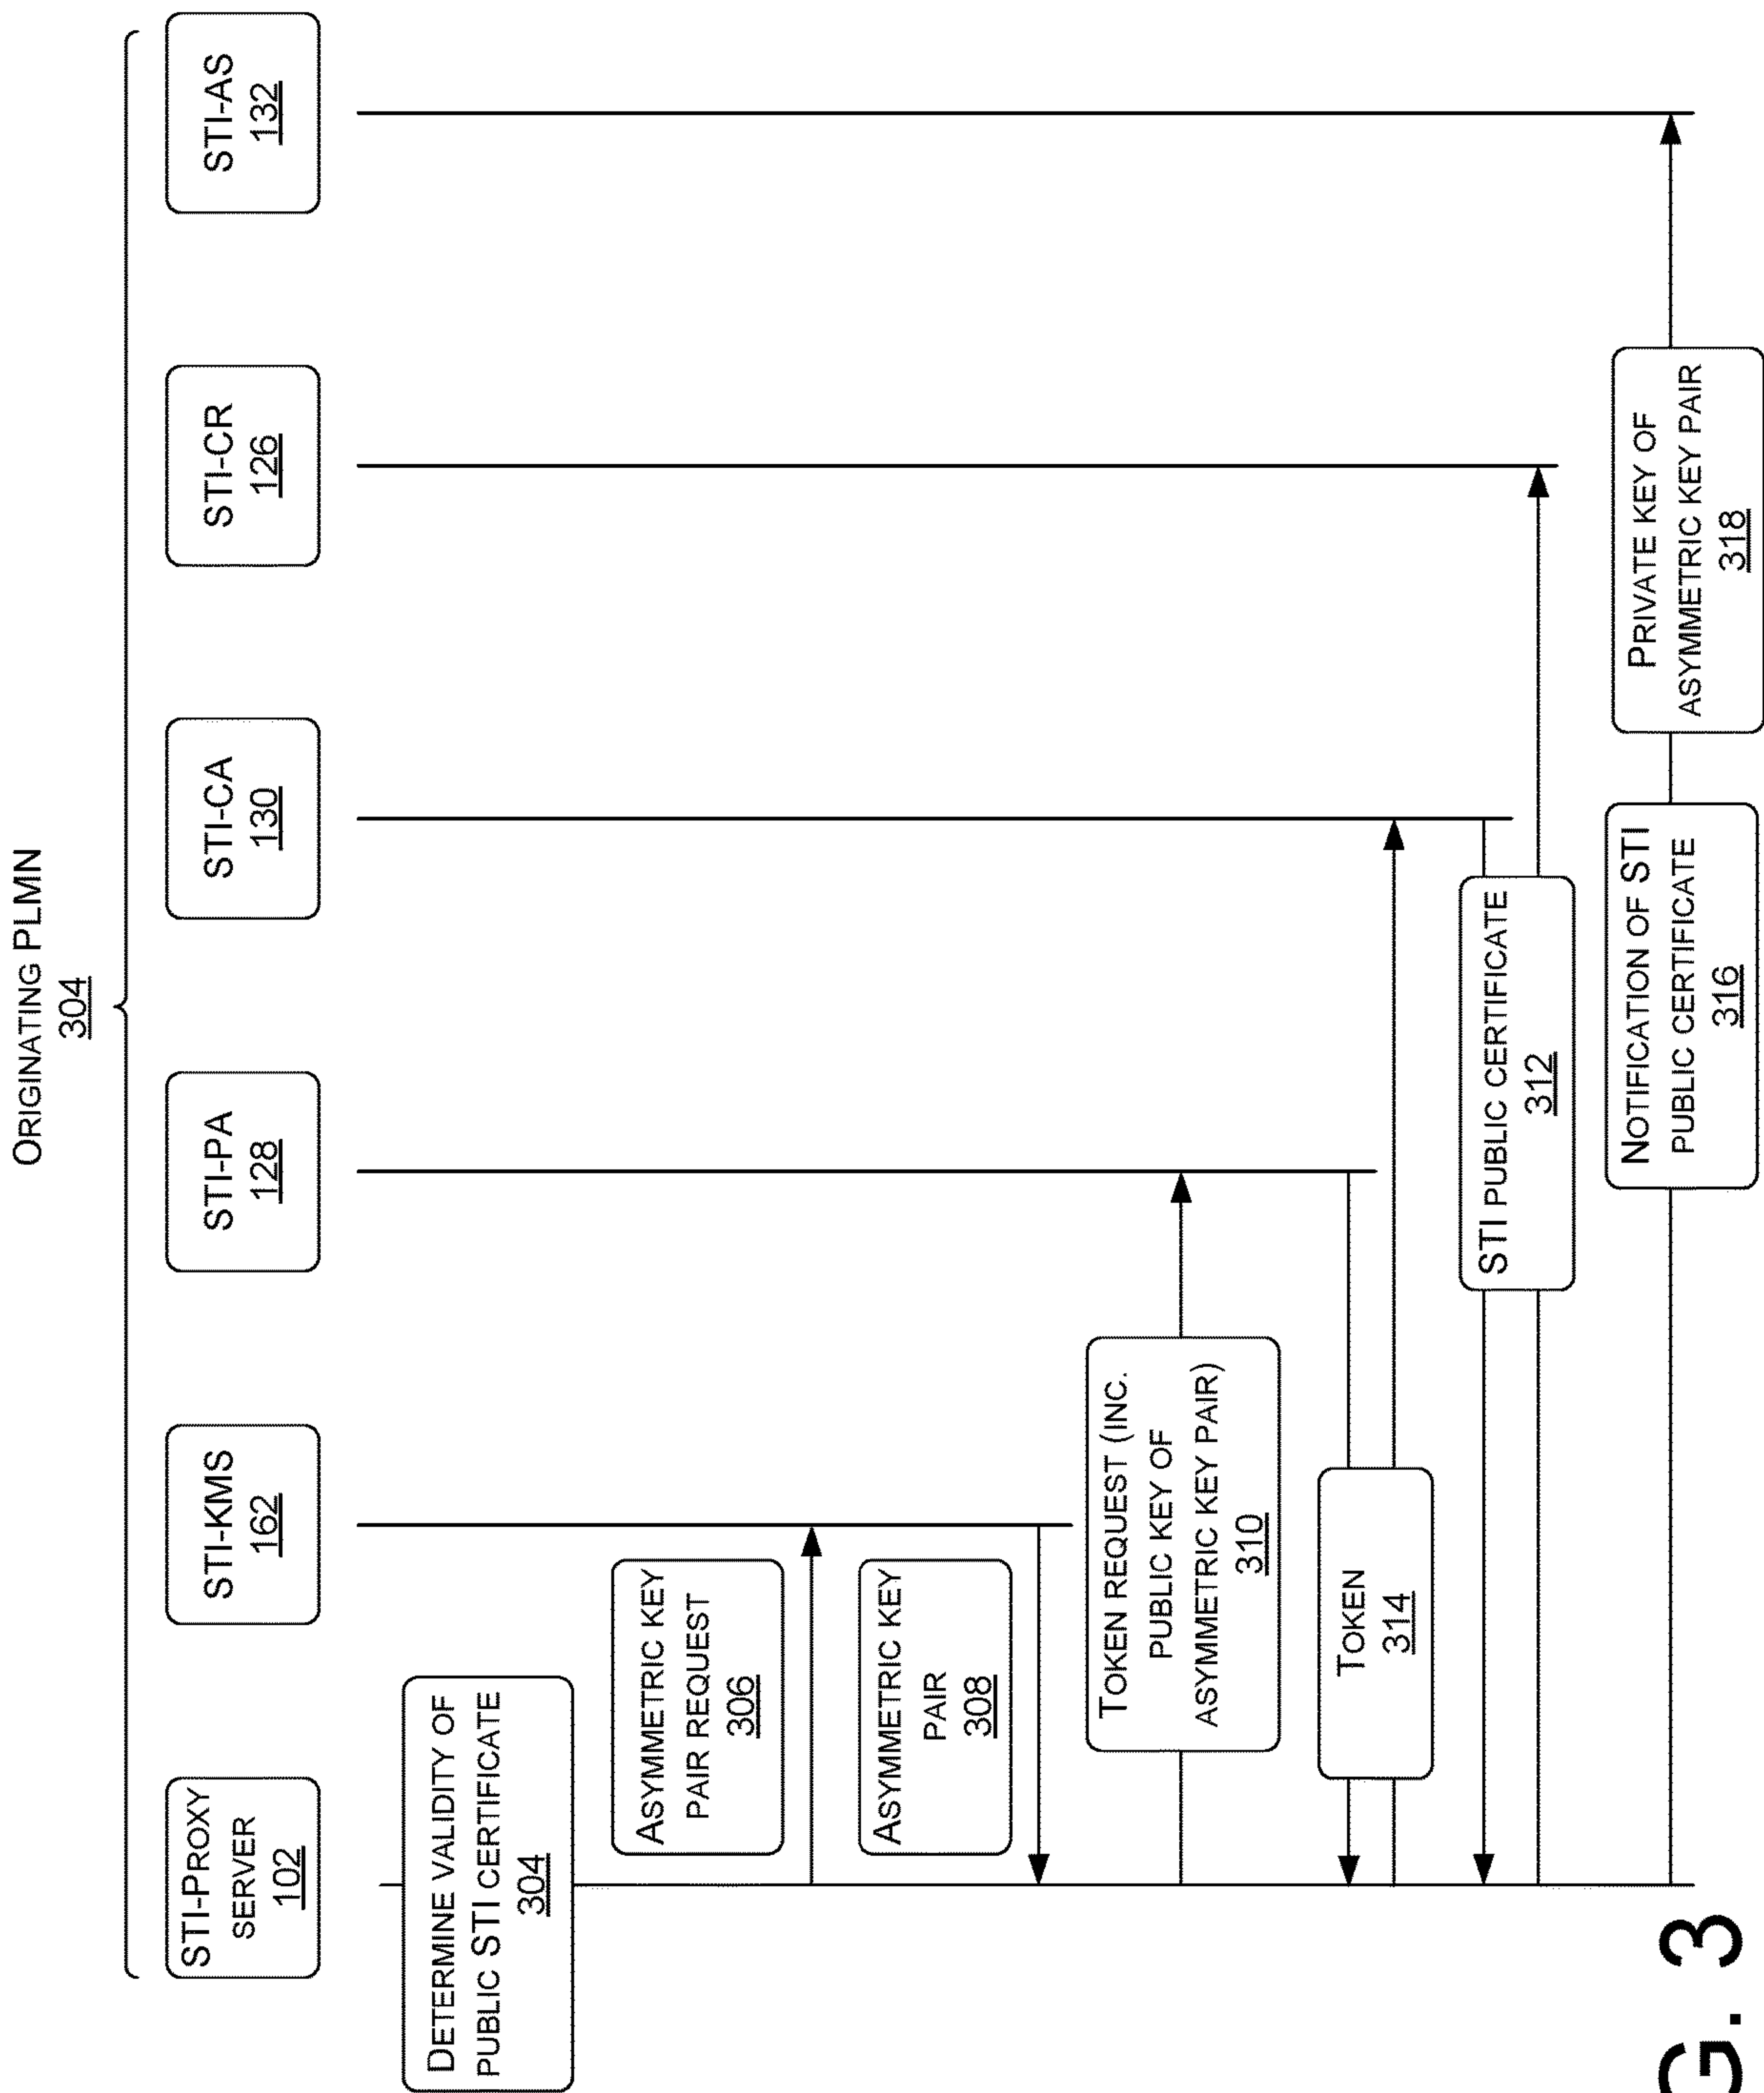 ORIGINATING PLMN
304
STI-PROXY
SERVER
102
STI-KMS
162
STI-PA
128
STI-CA
130
STI-CR
126
STI-AS
132
DETERMINE VALIDITY OF
PUBLIC STI CERTIFICATE
304
ASYMMETRIC KEY
PAIR REQUEST
306
ASYMMETRIC KEY
PAIR
308
TOKEN REQUEST (INC.
PUBLIC KEY OF
ASYMMETRIC KEY PAIR)
310
TOKEN
314
STI PUBLIC CERTIFICATE
312
NOTIFICATION OF STI
PUBLIC CERTIFICATE
316
PRIVATE KEY OF
ASYMMETRIC KEY PAIR
318
G. 3